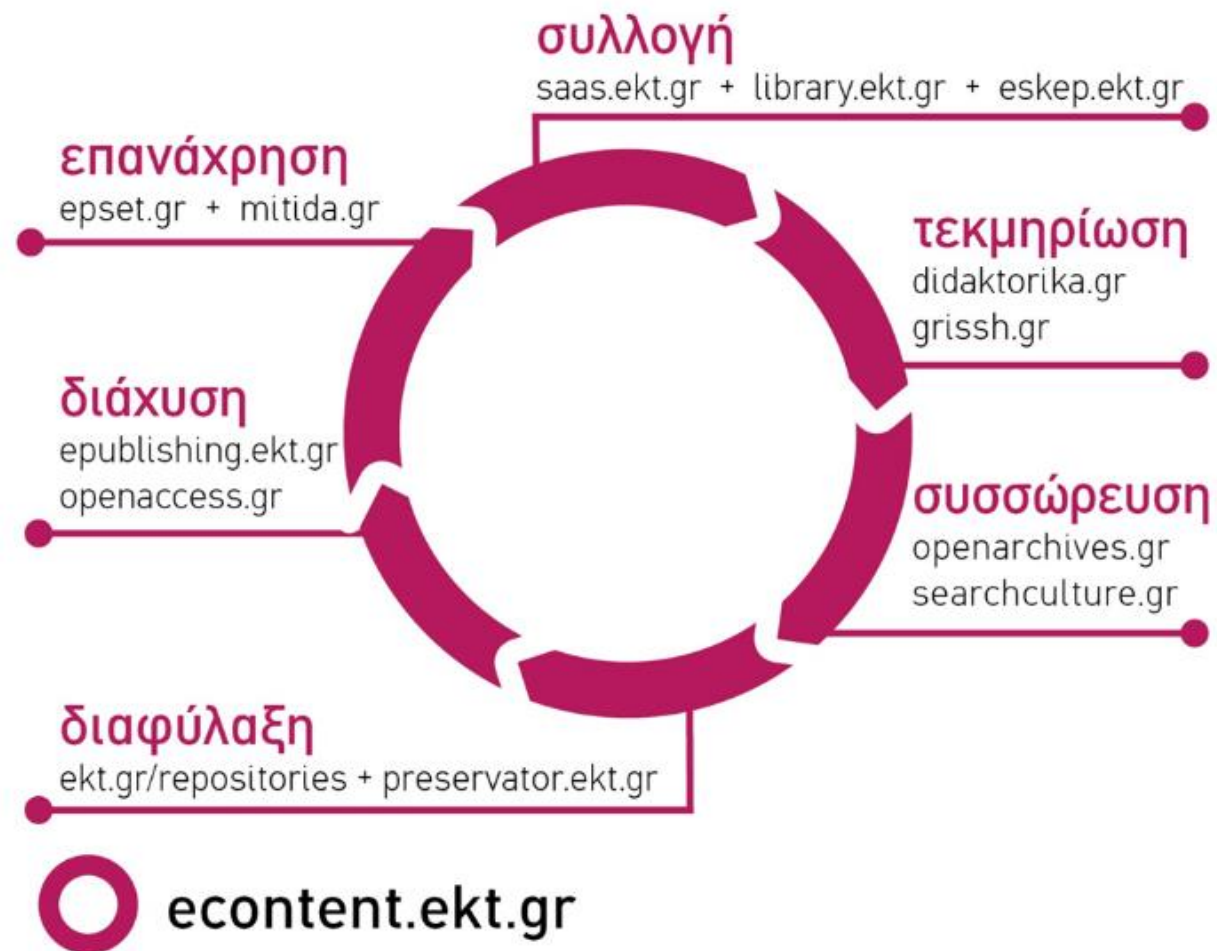 συλλογή
saas.ekt.gr + library.ekt.gr + eskep.ekt.gr
επανάχρηση
epset.gr + mitida.gr
τεκμηρίωση
didaktorika.gr
grissh.gr
διάχυση
epublishing.ekt.gr
openaccess.gr
συσσώρευση
openarchives.gr
searchculture.gr
διαφύλαξη
ekt.gr/repositories + preservator.ekt.gr
econtent.ekt.gr